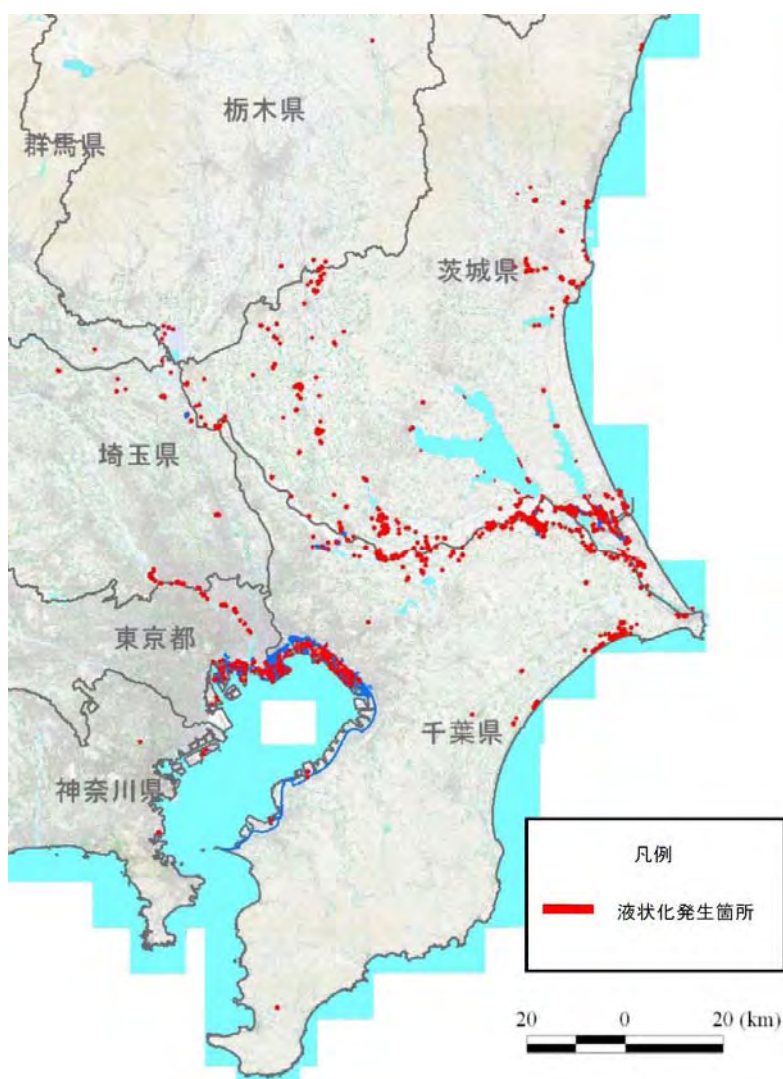 栃木県
群馬県
茨城県
埼玉県
東京都
千葉県
神奈川県
凡例
液状化発生箇所
20 0 20 (km)